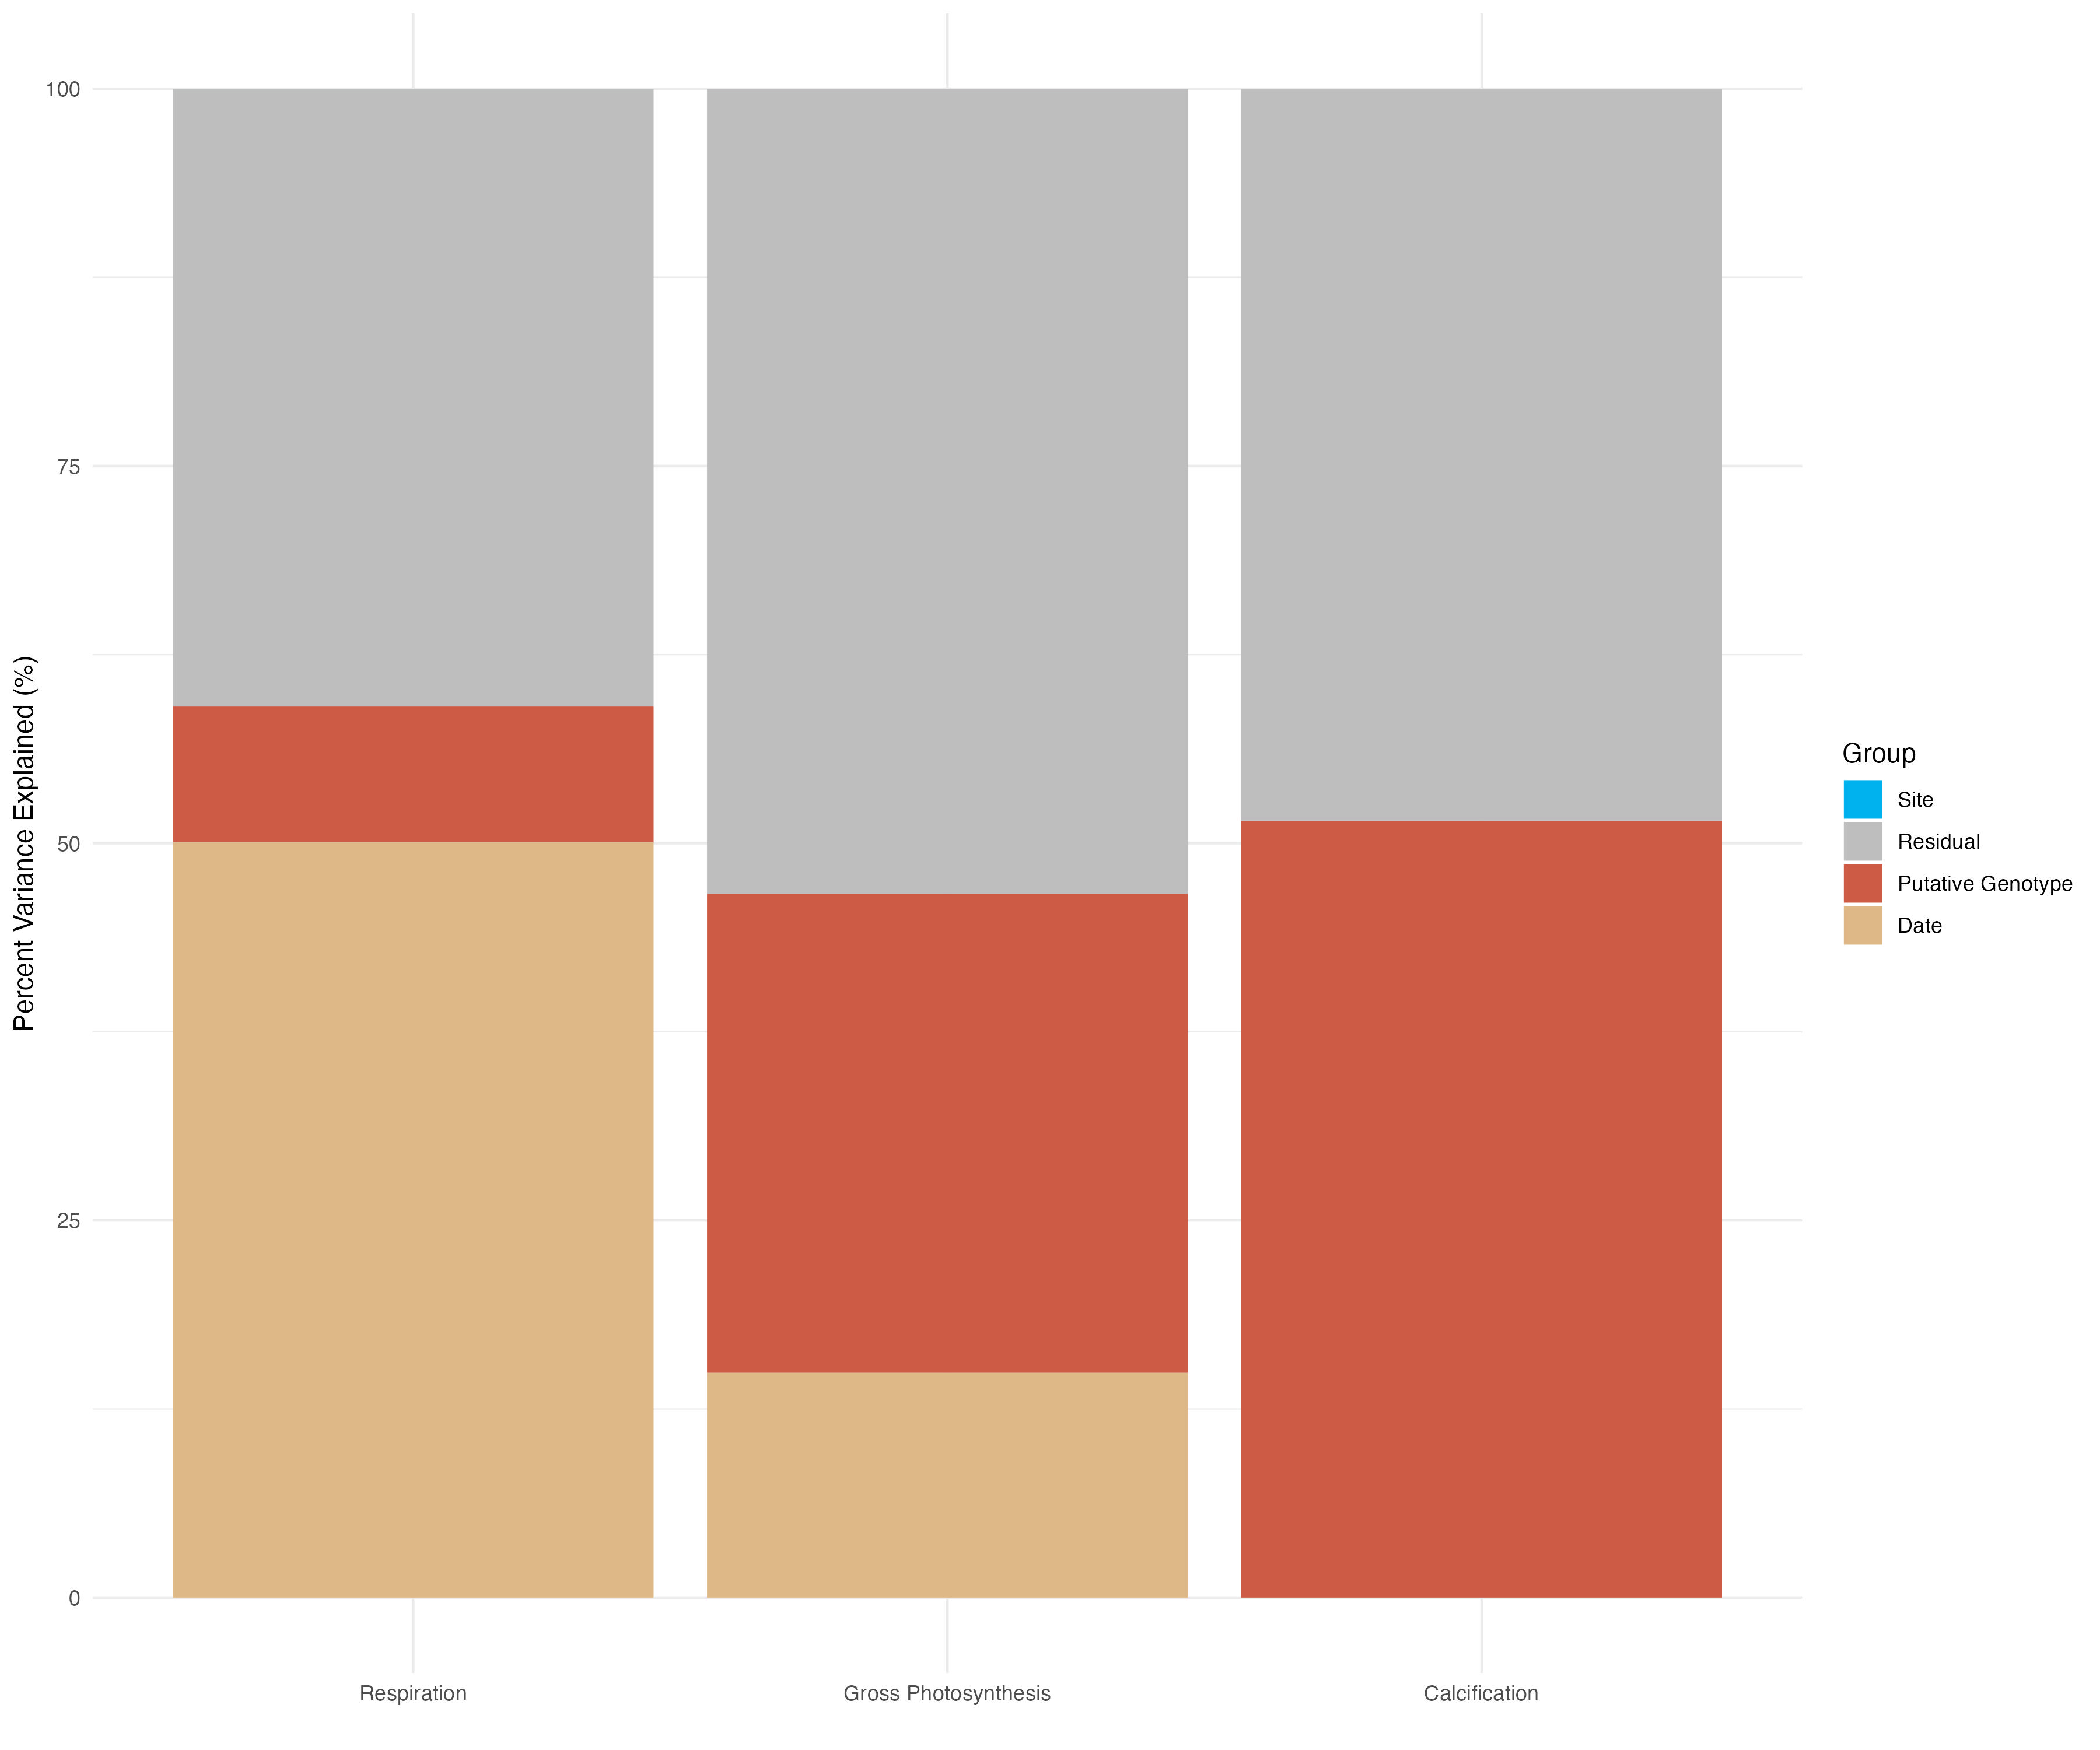 Percent Variance Explained (%)
100
75
50
25
0
Respiration
Gross Photosynthesis
Calcification
Group
Site
Residual
Putative Genotype
Date